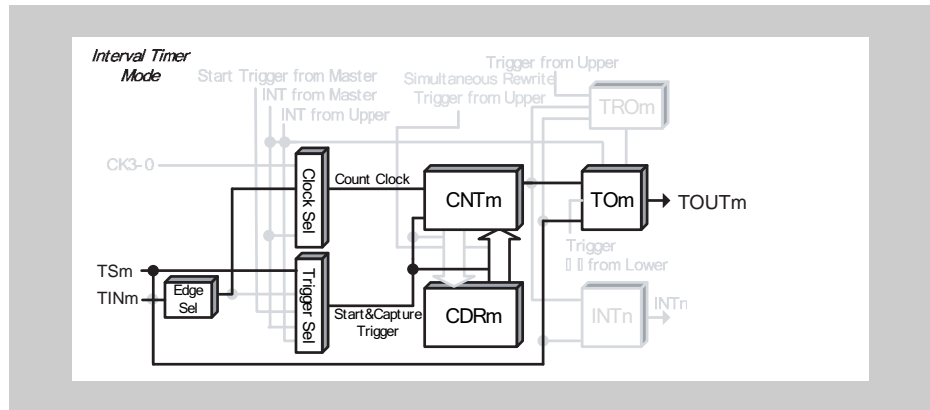 Interval Timer
Mode
Trigger from Upper
Start Trigger from Master
Simultaneous Rewrite
INT from Master
Trigger from Upper
INT from Upper
TROm
CK3-0
Clock Sel
Count Clock
CNTm
TOm
TOUTm
Trigger
from Lower
TSm
TINm
Edge
Sel
Trigger Sel
Start&Capture
Trigger
CDRm
INTn
INTn